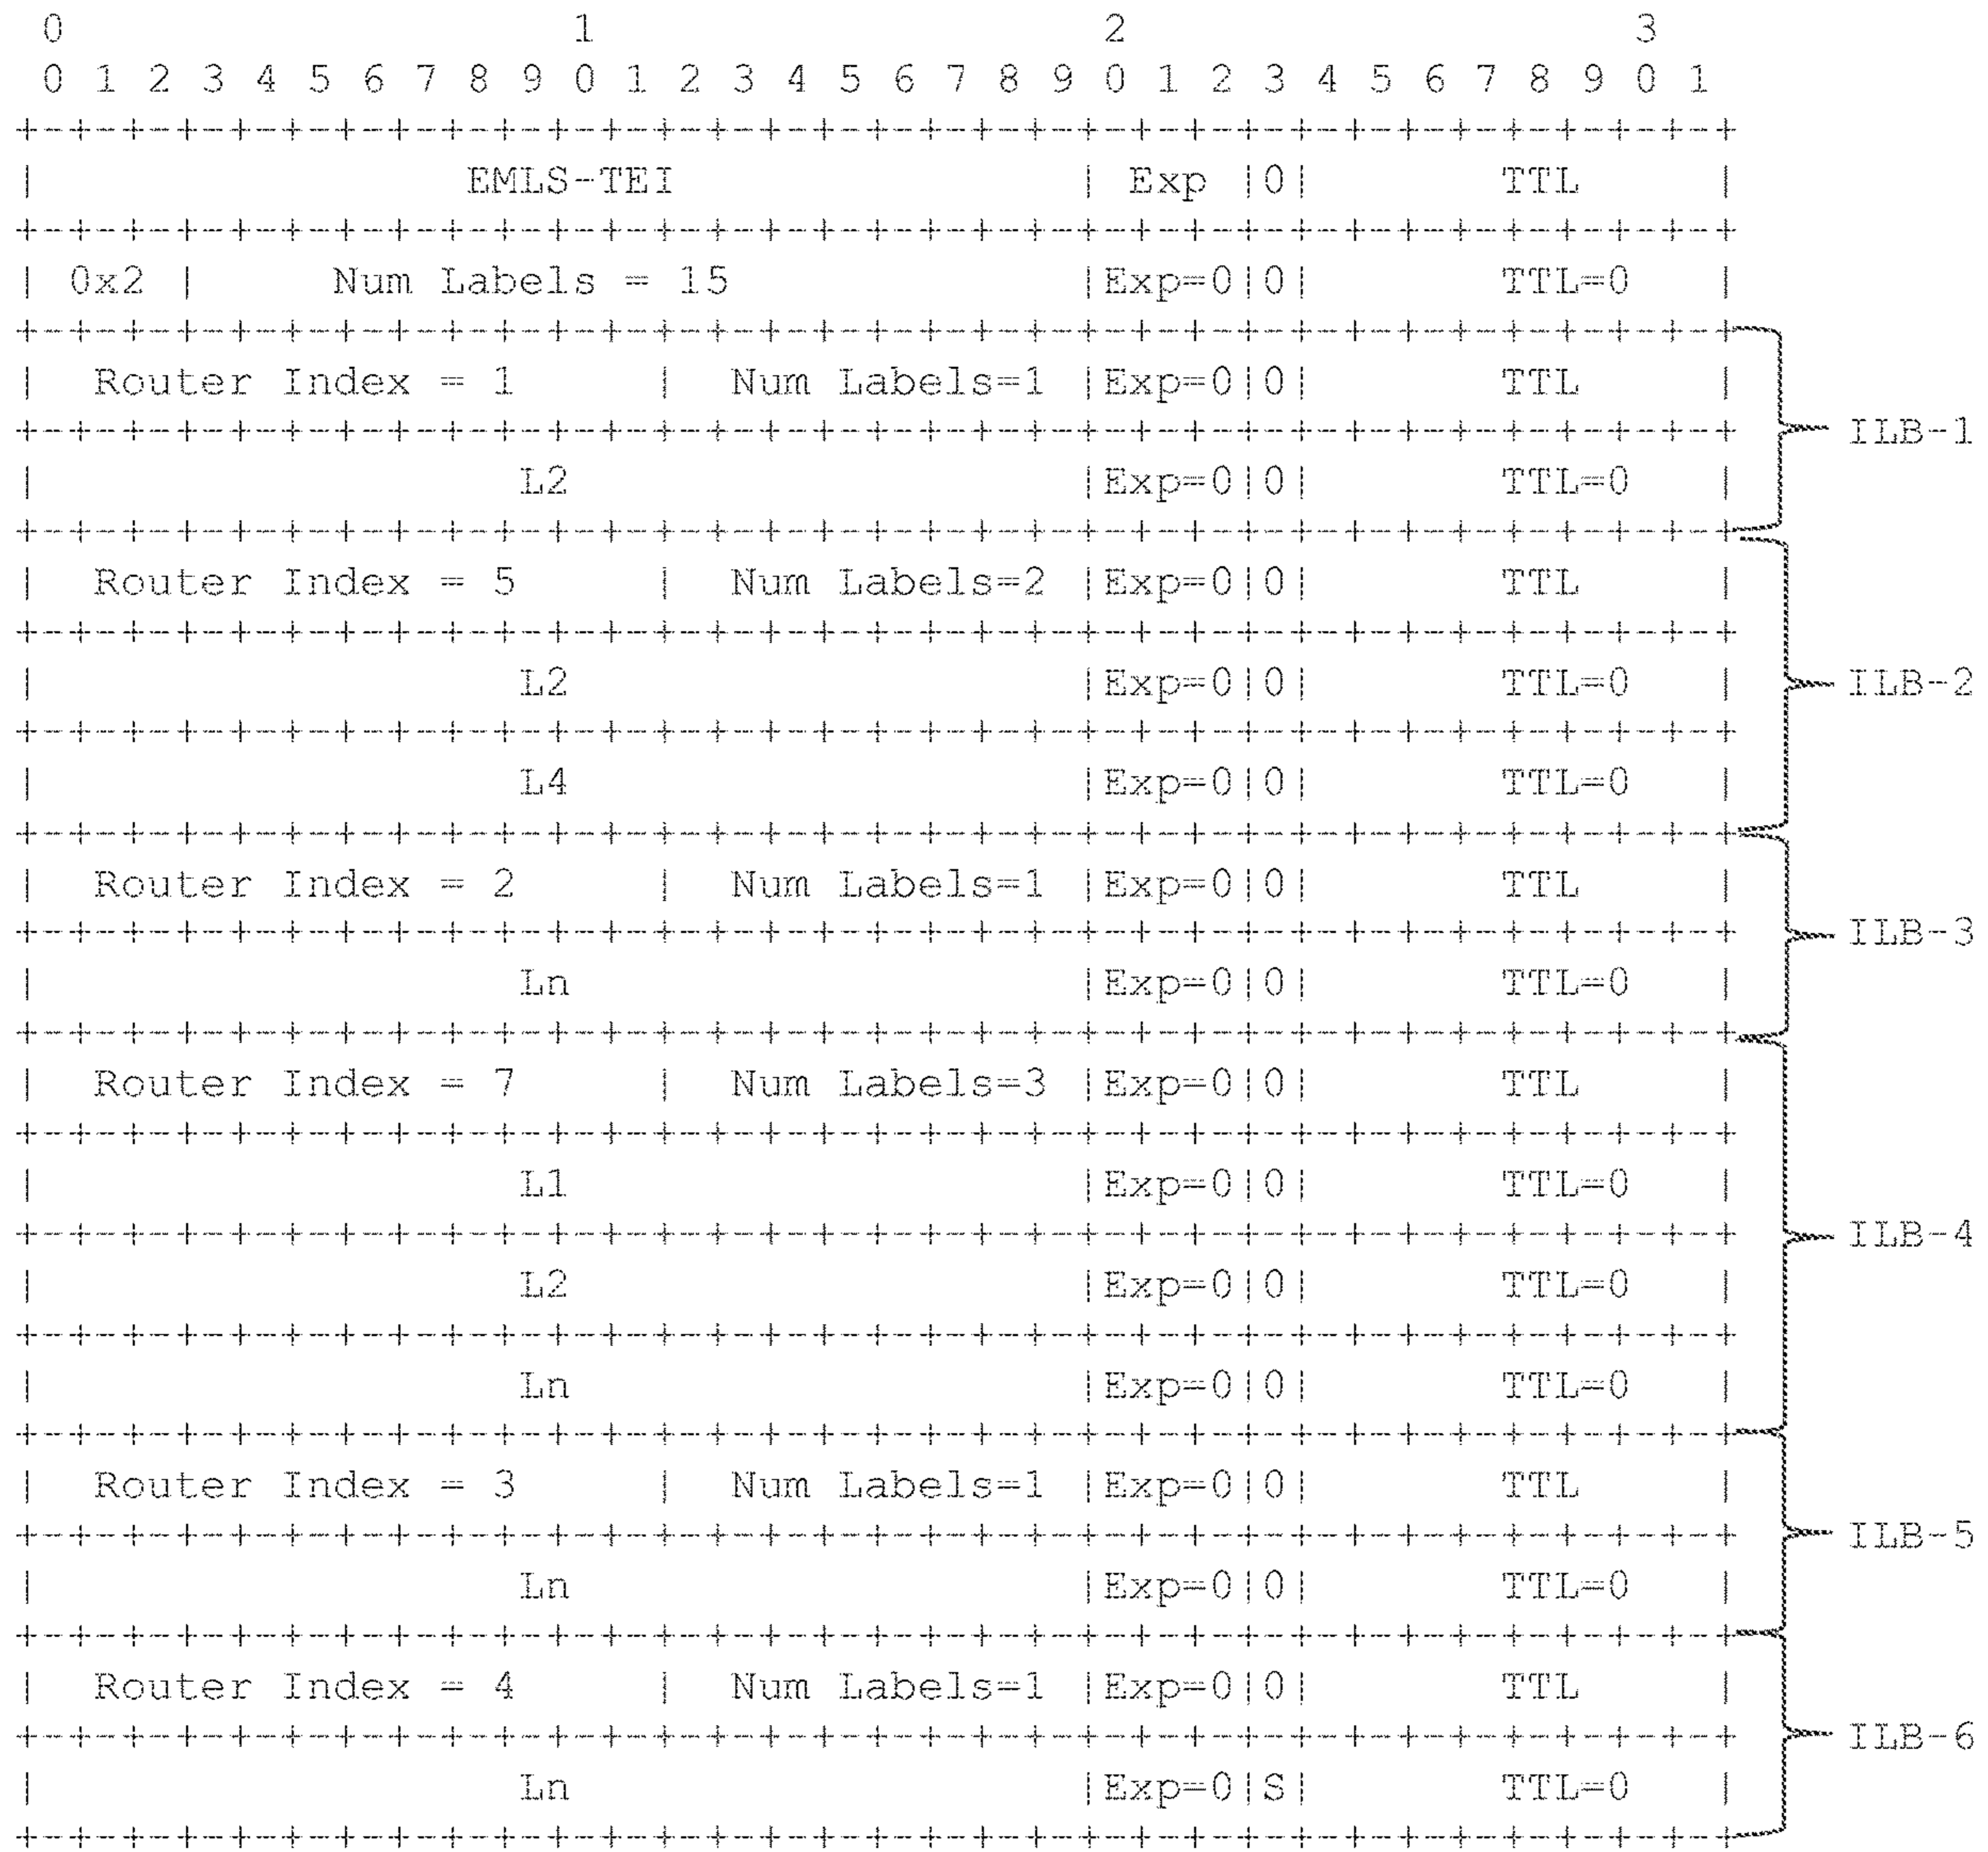 0 1 2 3
0 1 2 3 4 5 6 7 8 9 0 1 2 3 4 5 6 7 8 9 0 1 2 3 4 5 6 7 8 9 0 1
+-+-+-+-+-+-+-+-+-+-+-+-+-+-+-+-+-+-+-+-+-+-+-+-+-+-+-+-+-+-+-+-+
| EMLS-TEI | Exp |0| TTL |
+-+-+-+-+-+-+-+-+-+-+-+-+-+-+-+-+-+-+-+-+-+-+-+-+-+-+-+-+-+-+-+-+
| 0x2 | Num Labels = 15 |Exp=0|0| TTL=0 |
+-+-+-+-+-+-+-+-+-+-+-+-+-+-+-+-+-+-+-+-+-+-+-+-+-+-+-+-+-+-+-+-+
| Router Index = 1 | Num Labels=1 |Exp=0|0| TTL |
+-+-+-+-+-+-+-+-+-+-+-+-+-+-+-+-+-+-+-+-+-+-+-+-+-+-+-+-+-+-+-+-+ ILB-1
| L2 |Exp=0|0| TTL=0 |
+-+-+-+-+-+-+-+-+-+-+-+-+-+-+-+-+-+-+-+-+-+-+-+-+-+-+-+-+-+-+-+-+
| Router Index = 5 | Num Labels=2 |Exp=0|0| TTL |
+-+-+-+-+-+-+-+-+-+-+-+-+-+-+-+-+-+-+-+-+-+-+-+-+-+-+-+-+-+-+-+-+
| L2 |Exp=0|0| TTL=0 | ILB-2
+-+-+-+-+-+-+-+-+-+-+-+-+-+-+-+-+-+-+-+-+-+-+-+-+-+-+-+-+-+-+-+-+
| L4 |Exp=0|0| TTL=0 |
+-+-+-+-+-+-+-+-+-+-+-+-+-+-+-+-+-+-+-+-+-+-+-+-+-+-+-+-+-+-+-+-+
| Router Index = 2 | Num Labels=1 |Exp=0|0| TTL |
+-+-+-+-+-+-+-+-+-+-+-+-+-+-+-+-+-+-+-+-+-+-+-+-+-+-+-+-+-+-+-+-+ ILB-3
| Ln |Exp=0|0| TTL=0 |
+-+-+-+-+-+-+-+-+-+-+-+-+-+-+-+-+-+-+-+-+-+-+-+-+-+-+-+-+-+-+-+-+
| Router Index = 7 | Num Labels=3 |Exp=0|0| TTL |
+-+-+-+-+-+-+-+-+-+-+-+-+-+-+-+-+-+-+-+-+-+-+-+-+-+-+-+-+-+-+-+-+
| L1 |Exp=0|0| TTL=0 |
+-+-+-+-+-+-+-+-+-+-+-+-+-+-+-+-+-+-+-+-+-+-+-+-+-+-+-+-+-+-+-+-+ ILB-4
| L2 |Exp=0|0| TTL=0 |
+-+-+-+-+-+-+-+-+-+-+-+-+-+-+-+-+-+-+-+-+-+-+-+-+-+-+-+-+-+-+-+-+
| Ln |Exp=0|0| TTL=0 |
+-+-+-+-+-+-+-+-+-+-+-+-+-+-+-+-+-+-+-+-+-+-+-+-+-+-+-+-+-+-+-+-+
| Router Index = 3 | Num Labels=1 |Exp=0|0| TTL |
+-+-+-+-+-+-+-+-+-+-+-+-+-+-+-+-+-+-+-+-+-+-+-+-+-+-+-+-+-+-+-+-+ ILB-5
| Ln |Exp=0|0| TTL=0 |
+-+-+-+-+-+-+-+-+-+-+-+-+-+-+-+-+-+-+-+-+-+-+-+-+-+-+-+-+-+-+-+-+
| Router Index = 4 | Num Labels=1 |Exp=0|0| TTL |
+-+-+-+-+-+-+-+-+-+-+-+-+-+-+-+-+-+-+-+-+-+-+-+-+-+-+-+-+-+-+-+-+ ILB-6
| Ln |Exp=0|S| TTL=0 |
+-+-+-+-+-+-+-+-+-+-+-+-+-+-+-+-+-+-+-+-+-+-+-+-+-+-+-+-+-+-+-+-+